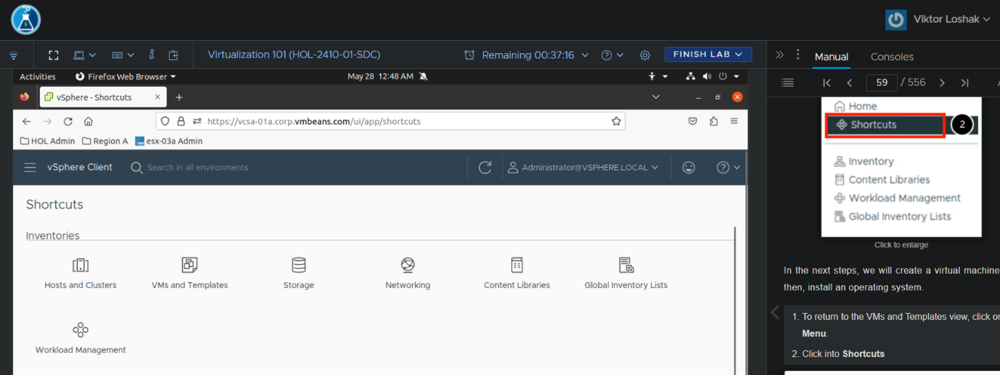 Viktor Loshak
Virtualization 101 (HOL-2410-01-SDC)
Remaining 00:37:16
FINISH LAB
Manual
Consoles
Activities
Firefox Web Browser
May 28 12:48 AM
59 / 556
vSphere - Shortcuts
https://vcsa-01a.corp.vmbeans.com/ui/app/shortcuts
HOL Admin
Region A
vm
esx-03a Admin
vSphere Client
Search in all environments
Administrator@VSPHERE.LOCAL
Shortcuts
Inventories
Hosts and Clusters
VMs and Templates
Storage
Networking
Content Libraries
Global Inventory Lists
Workload Management
Home
Shortcuts
2
Inventory
Content Libraries
Workload Management
Global Inventory Lists
Click to enlarge
In the next steps, we will create a virtual machine
then, install an operating system.
1. To return to the VMs and Templates view, click
Menu.
2. Click into Shortcuts